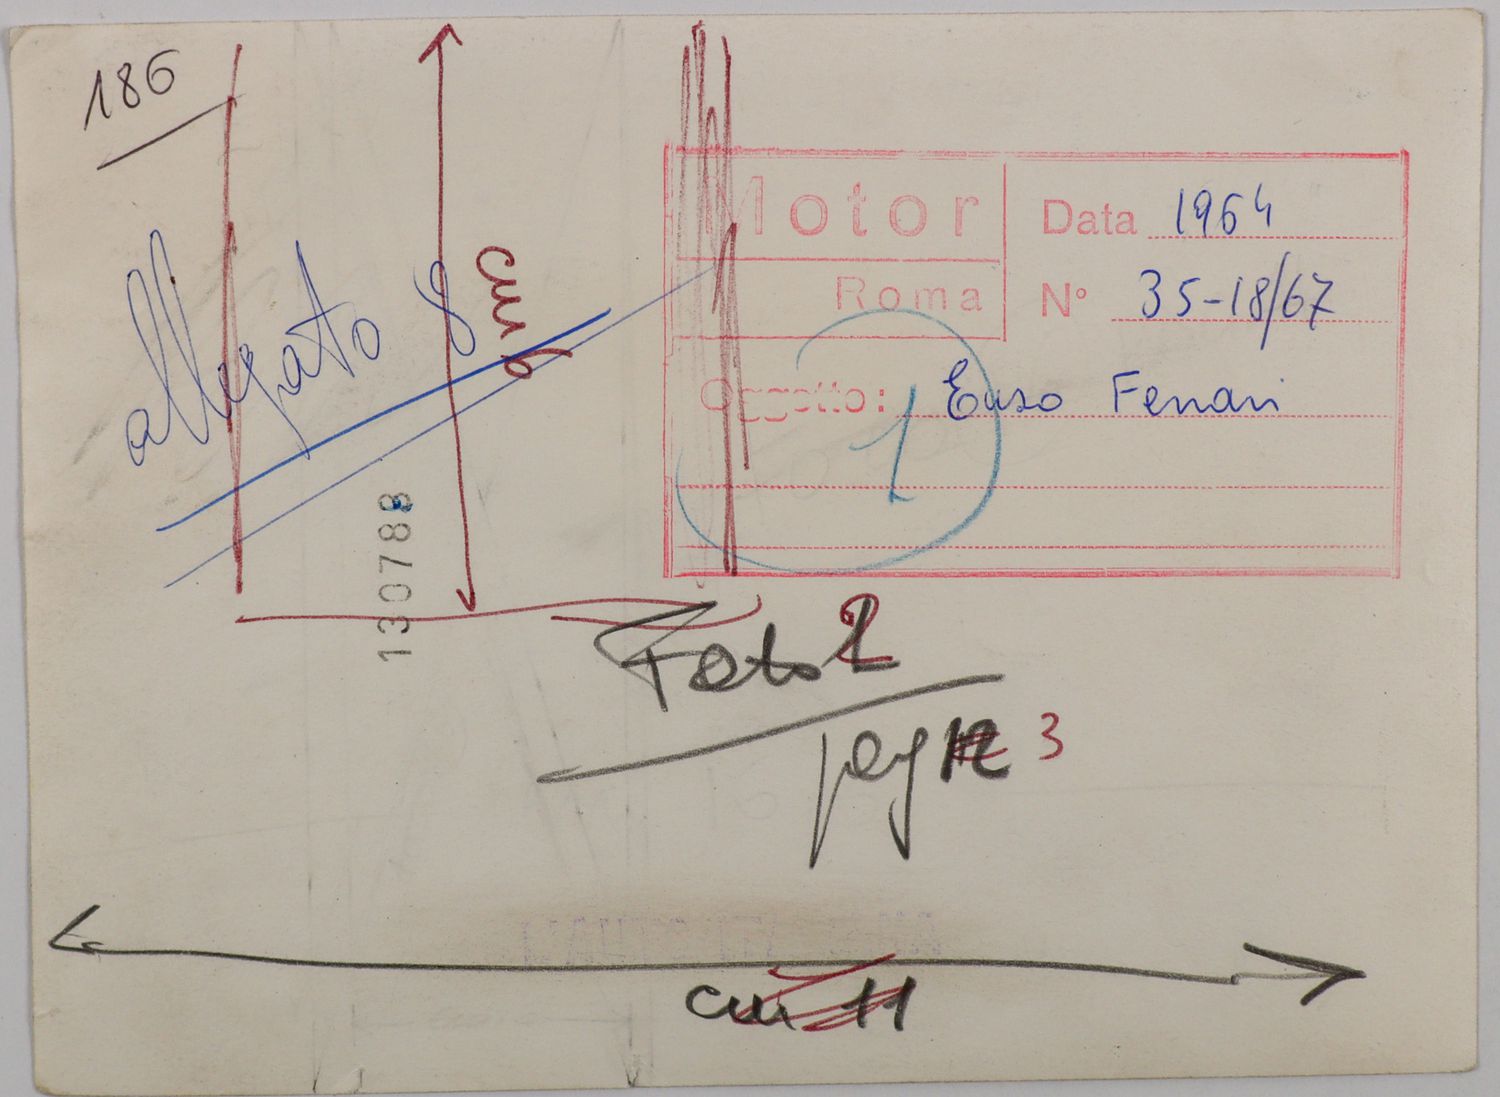 186
Motor
Roma
Data 1964
N° 35-18/67
Oggetto: Enzo Ferrari
1
allegato 8
cm 9
130788
Foto 2
pag 12 3
cm 11